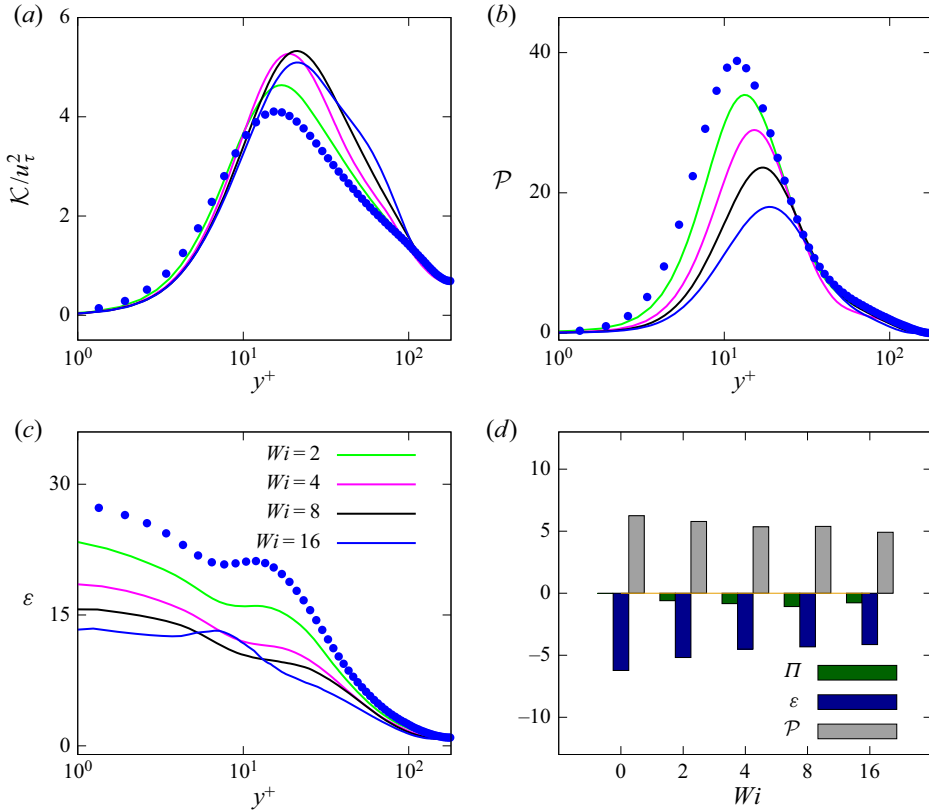 (a)
6
4
2
0
𝒦/u_τ^2
10^0
10^1
10^2
y^+
(b)
40
20
0
𝒫
10^0
10^1
10^2
y^+
(c)
30
15
0
ε
Wi = 2
Wi = 4
Wi = 8
Wi = 16
10^0
10^1
10^2
y^+
(d)
10
5
0
−5
−10
Π
ε
𝒫
0
2
4
8
16
Wi